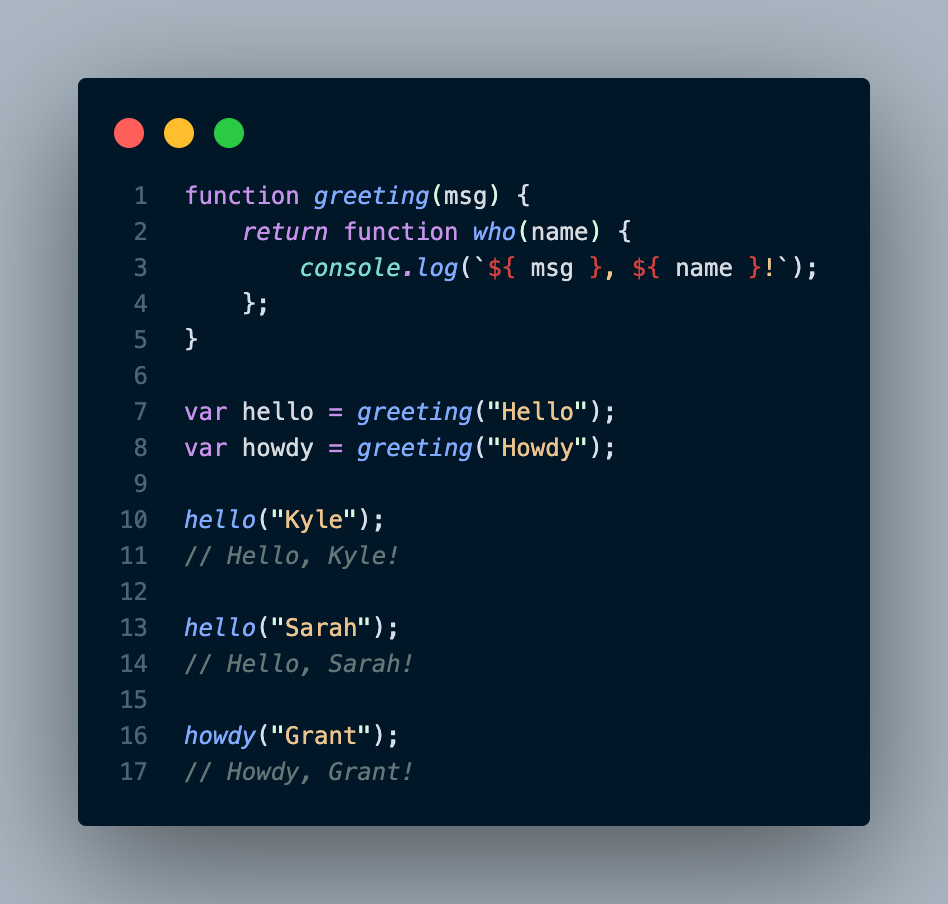 1 function greeting(msg) {
2     return function who(name) {
3         console.log(`${ msg }, ${ name }!`);
4     };
5 }
6
7 var hello = greeting("Hello");
8 var howdy = greeting("Howdy");
9
10 hello("Kyle");
11 // Hello, Kyle!
12
13 hello("Sarah");
14 // Hello, Sarah!
15
16 howdy("Grant");
17 // Howdy, Grant!